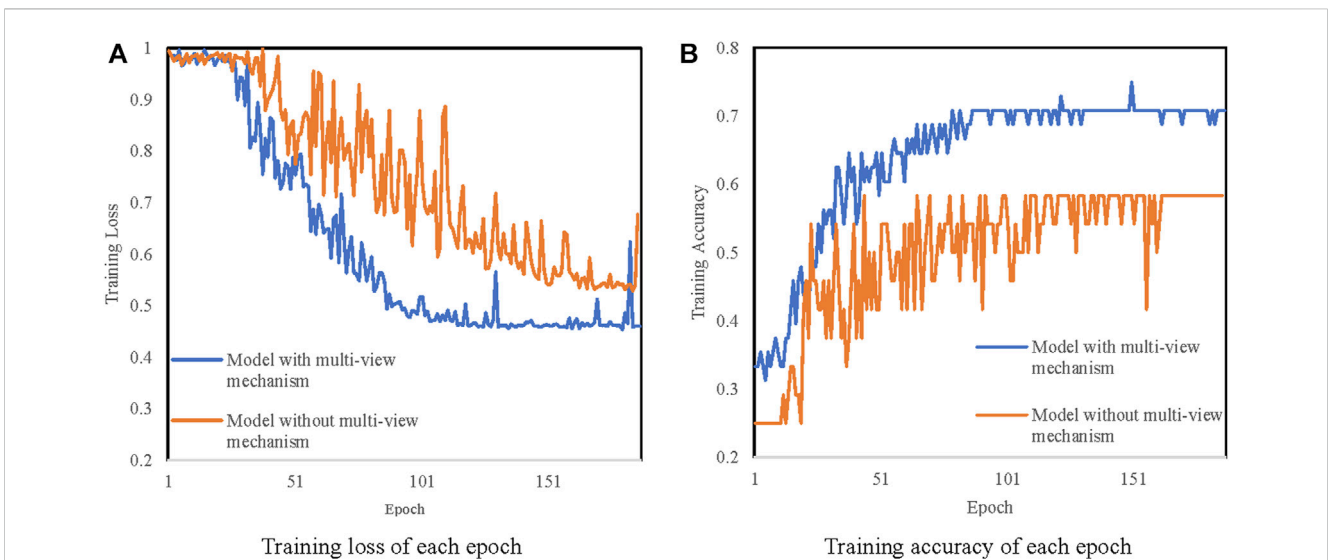 A
1
0.9
0.8
0.7
0.6
0.5
0.4
0.3
0.2
Training Loss
Model with multi-view
mechanism
Model without multi-view
mechanism
1
51
101
151
Epoch
Training loss of each epoch
B
0.8
0.7
0.6
0.5
0.4
0.3
0.2
Training Accuracy
Model with multi-view
mechanism
Model without multi-view
mechanism
1
51
101
151
Epoch
Training accuracy of each epoch